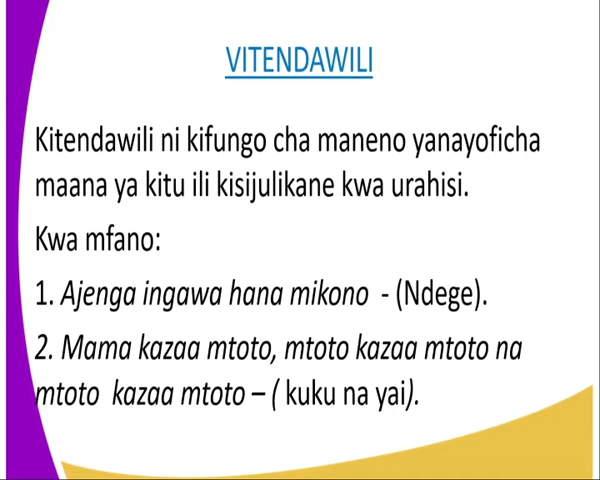 VITENDAWILI
Kitendawili ni kifungo cha maneno yanayoficha
maana ya kitu ili kisijulikane kwa urahisi.
Kwa mfano:
1. Ajenga ingawa hana mikono - (Ndege).
2. Mama kazaa mtoto, mtoto kazaa mtoto na
mtoto kazaa mtoto – ( kuku na yai).